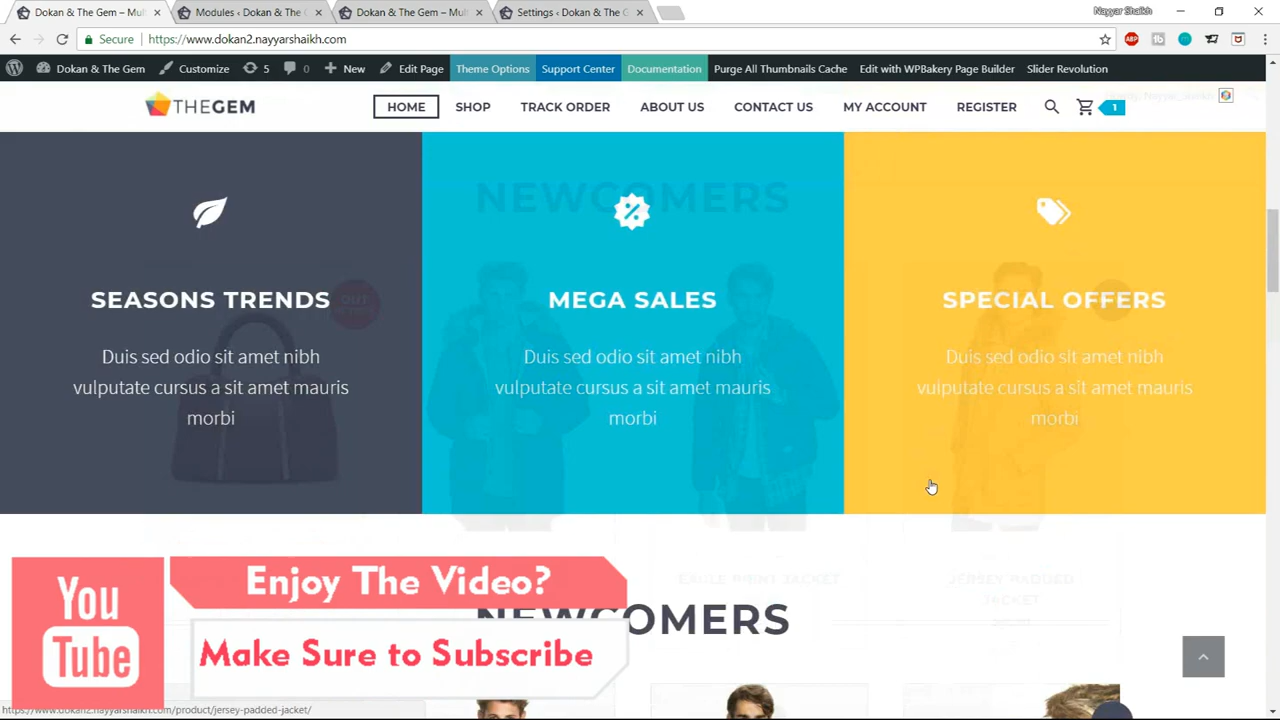 Dokan & The Gem – Mul
Modules ‹ Dokan & The G
Dokan & The Gem – Mul
Settings ‹ Dokan & The G
Nayyar Shaikh
Secure
https://www.dokan2.nayyarshaikh.com
Dokan & The Gem
Customize
5
0
New
Edit Page
Theme Options
Support Center
Documentation
Purge All Thumbnails Cache
Edit with WPBakery Page Builder
Slider Revolution
THEGEM
HOME
SHOP
TRACK ORDER
ABOUT US
CONTACT US
MY ACCOUNT
REGISTER
1
NEWCOMERS
SEASONS TRENDS
OUT
Duis sed odio sit amet nibh
vulputate cursus a sit amet mauris
morbi
MEGA SALES
Duis sed odio sit amet nibh
vulputate cursus a sit amet mauris
morbi
SPECIAL OFFERS
Duis sed odio sit amet nibh
vulputate cursus a sit amet mauris
morbi
EAGLE PRINT JACKET
JERSEY PADDED
JACKET
NEWCOMERS
You
Tube
Enjoy The Video?
Make Sure to Subscribe
https://www.dokan2.nayyarshaikh.com/product/jersey-padded-jacket/